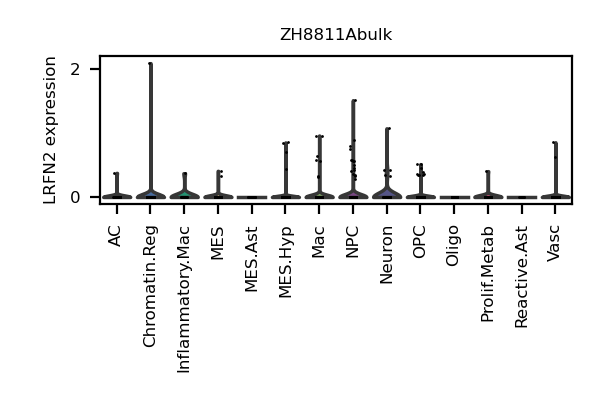 ZH8811Abulk
LRFN2 expression
2
0
AC
Chromatin.Reg
Inflammatory.Mac
MES
MES.Ast
MES.Hyp
Mac
NPC
Neuron
OPC
Oligo
Prolif.Metab
Reactive.Ast
Vasc